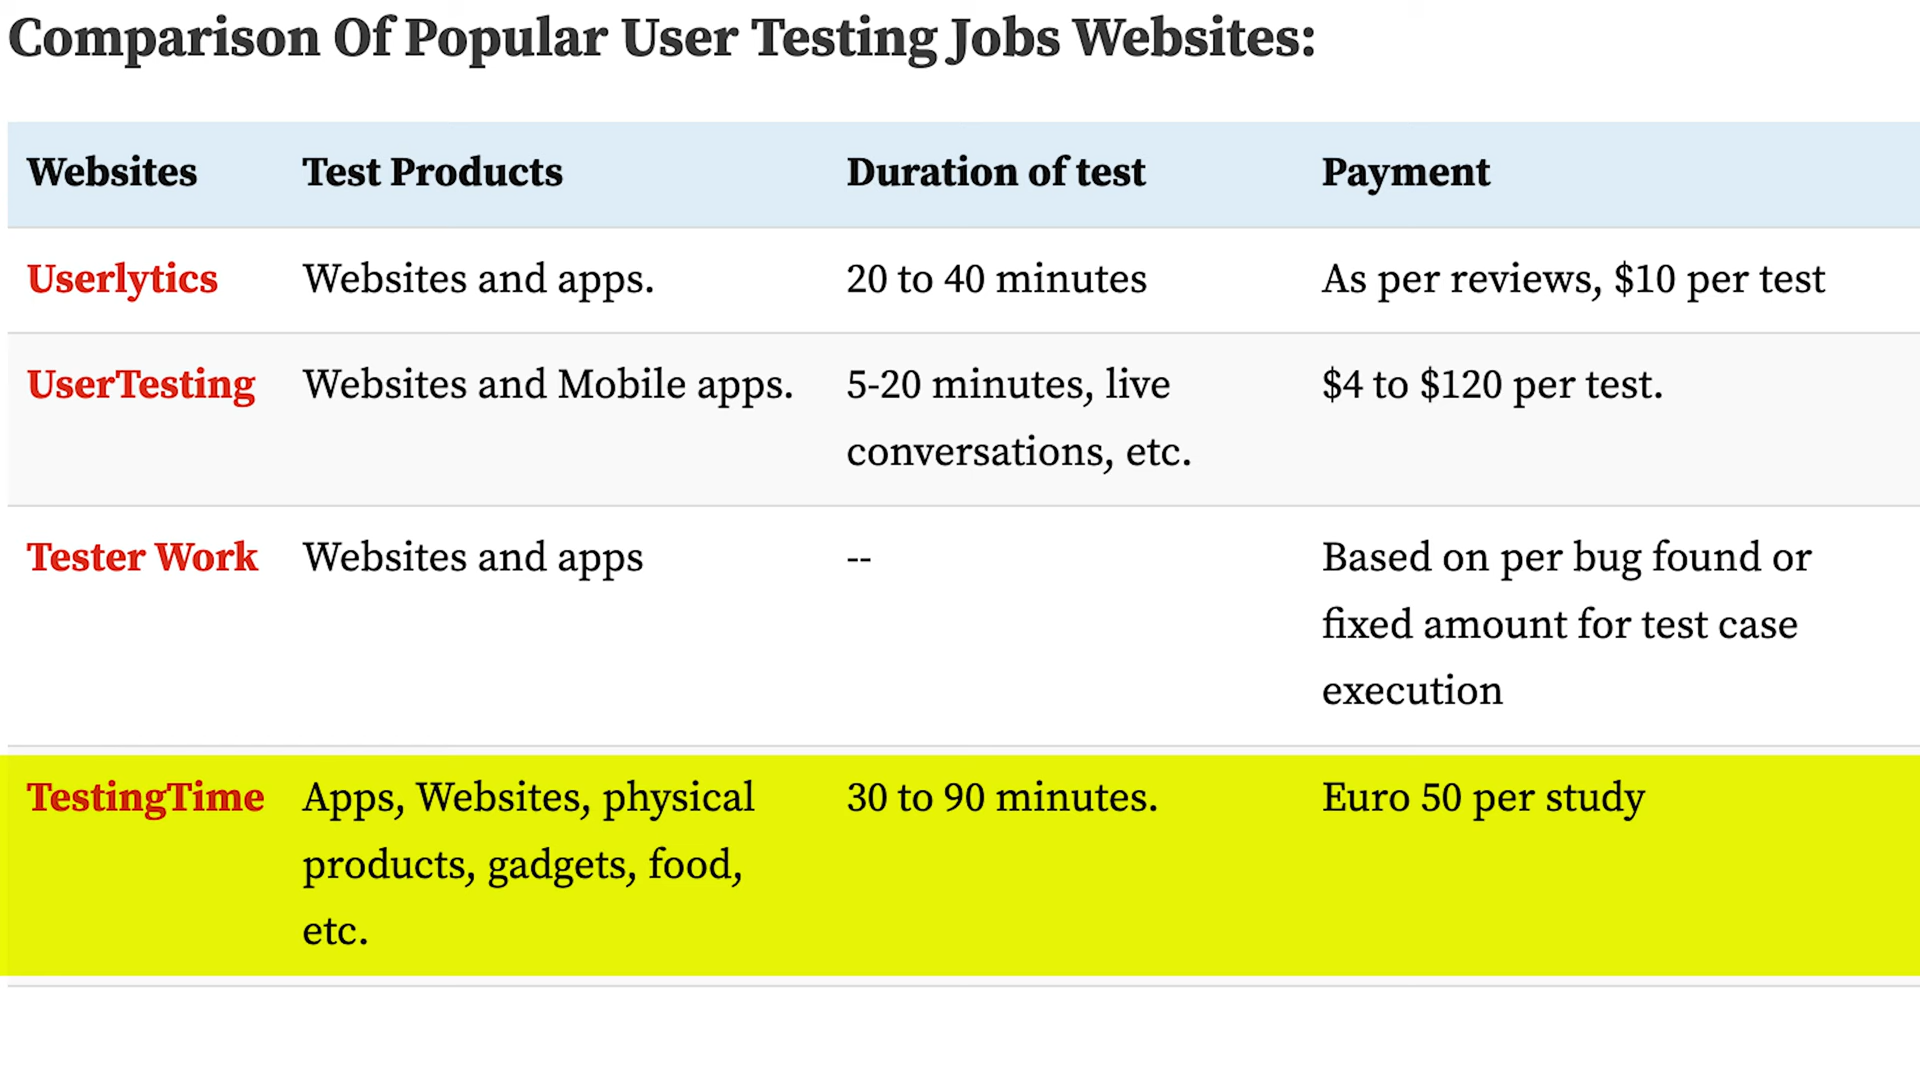 Comparison Of Popular User Testing Jobs Websites:
Websites Test Products Duration of test Payment
Userlytics Websites and apps. 20 to 40 minutes As per reviews, $10 per test
UserTesting Websites and Mobile apps. 5-20 minutes, live $4 to $120 per test.
conversations, etc.
Tester Work Websites and apps -- Based on per bug found or
fixed amount for test case
execution
TestingTime Apps, Websites, physical 30 to 90 minutes. Euro 50 per study
products, gadgets, food,
etc.